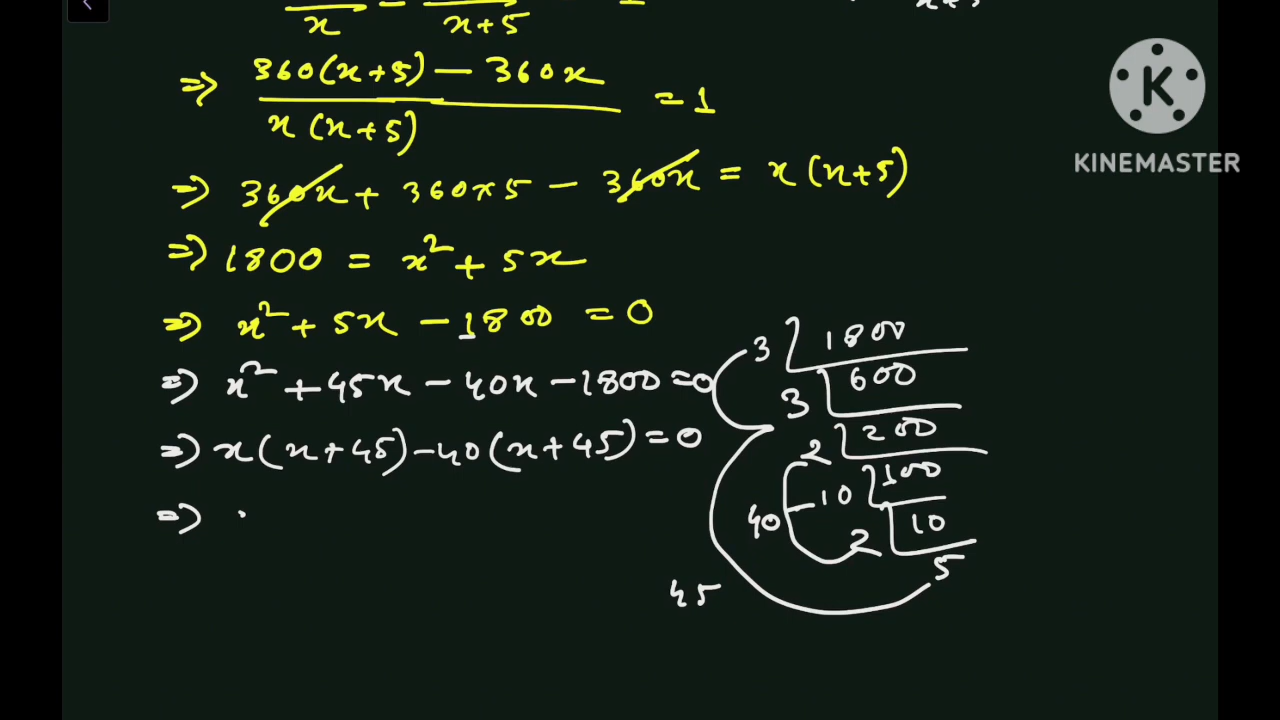 x x+5 x+5
⇒ 360(x+5) − 360x
x(x+5) = 1
KINEMASTER
⇒ 360x + 360x5 − 360x = x(x+5)
⇒ 1800 = x² + 5x
⇒ x² + 5x − 1800 = 0
⇒ x² + 45x − 40x − 1800 = 0
⇒ x(x+45) − 40(x+45) = 0
⇒
3 1800
3 600
2 200
10 100
2 10
5
40
45